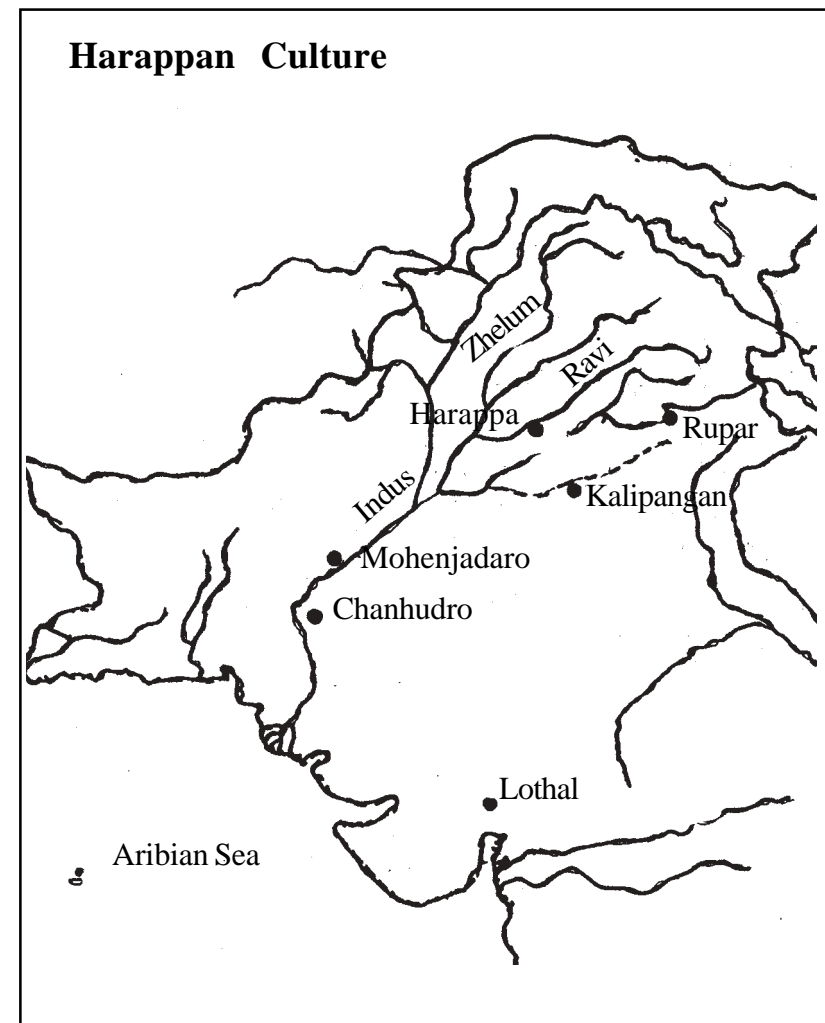 Harappan Culture
Zhelum
Ravi
Harappa
Rupar
Indus
Kalipangan
Mohenjadaro
Chanhudro
Lothal
Aribian Sea